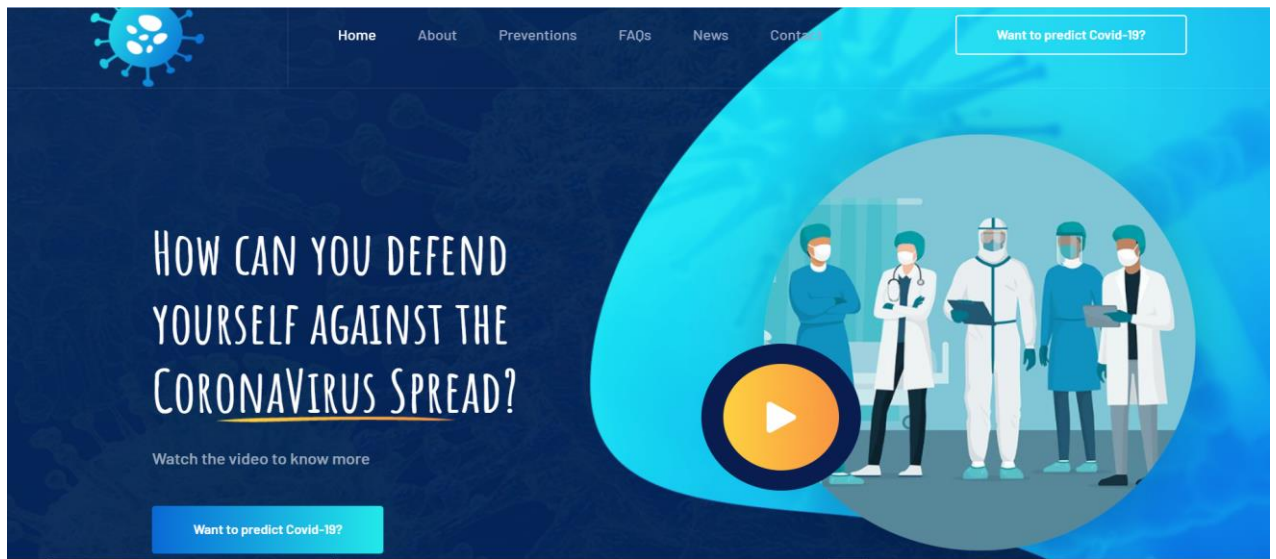 Home About Preventions FAQs News Contact Want to predict Covid-19?
How can you defend
yourself against the
CoronaVirus Spread?
Watch the video to know more
Want to predict Covid-19?